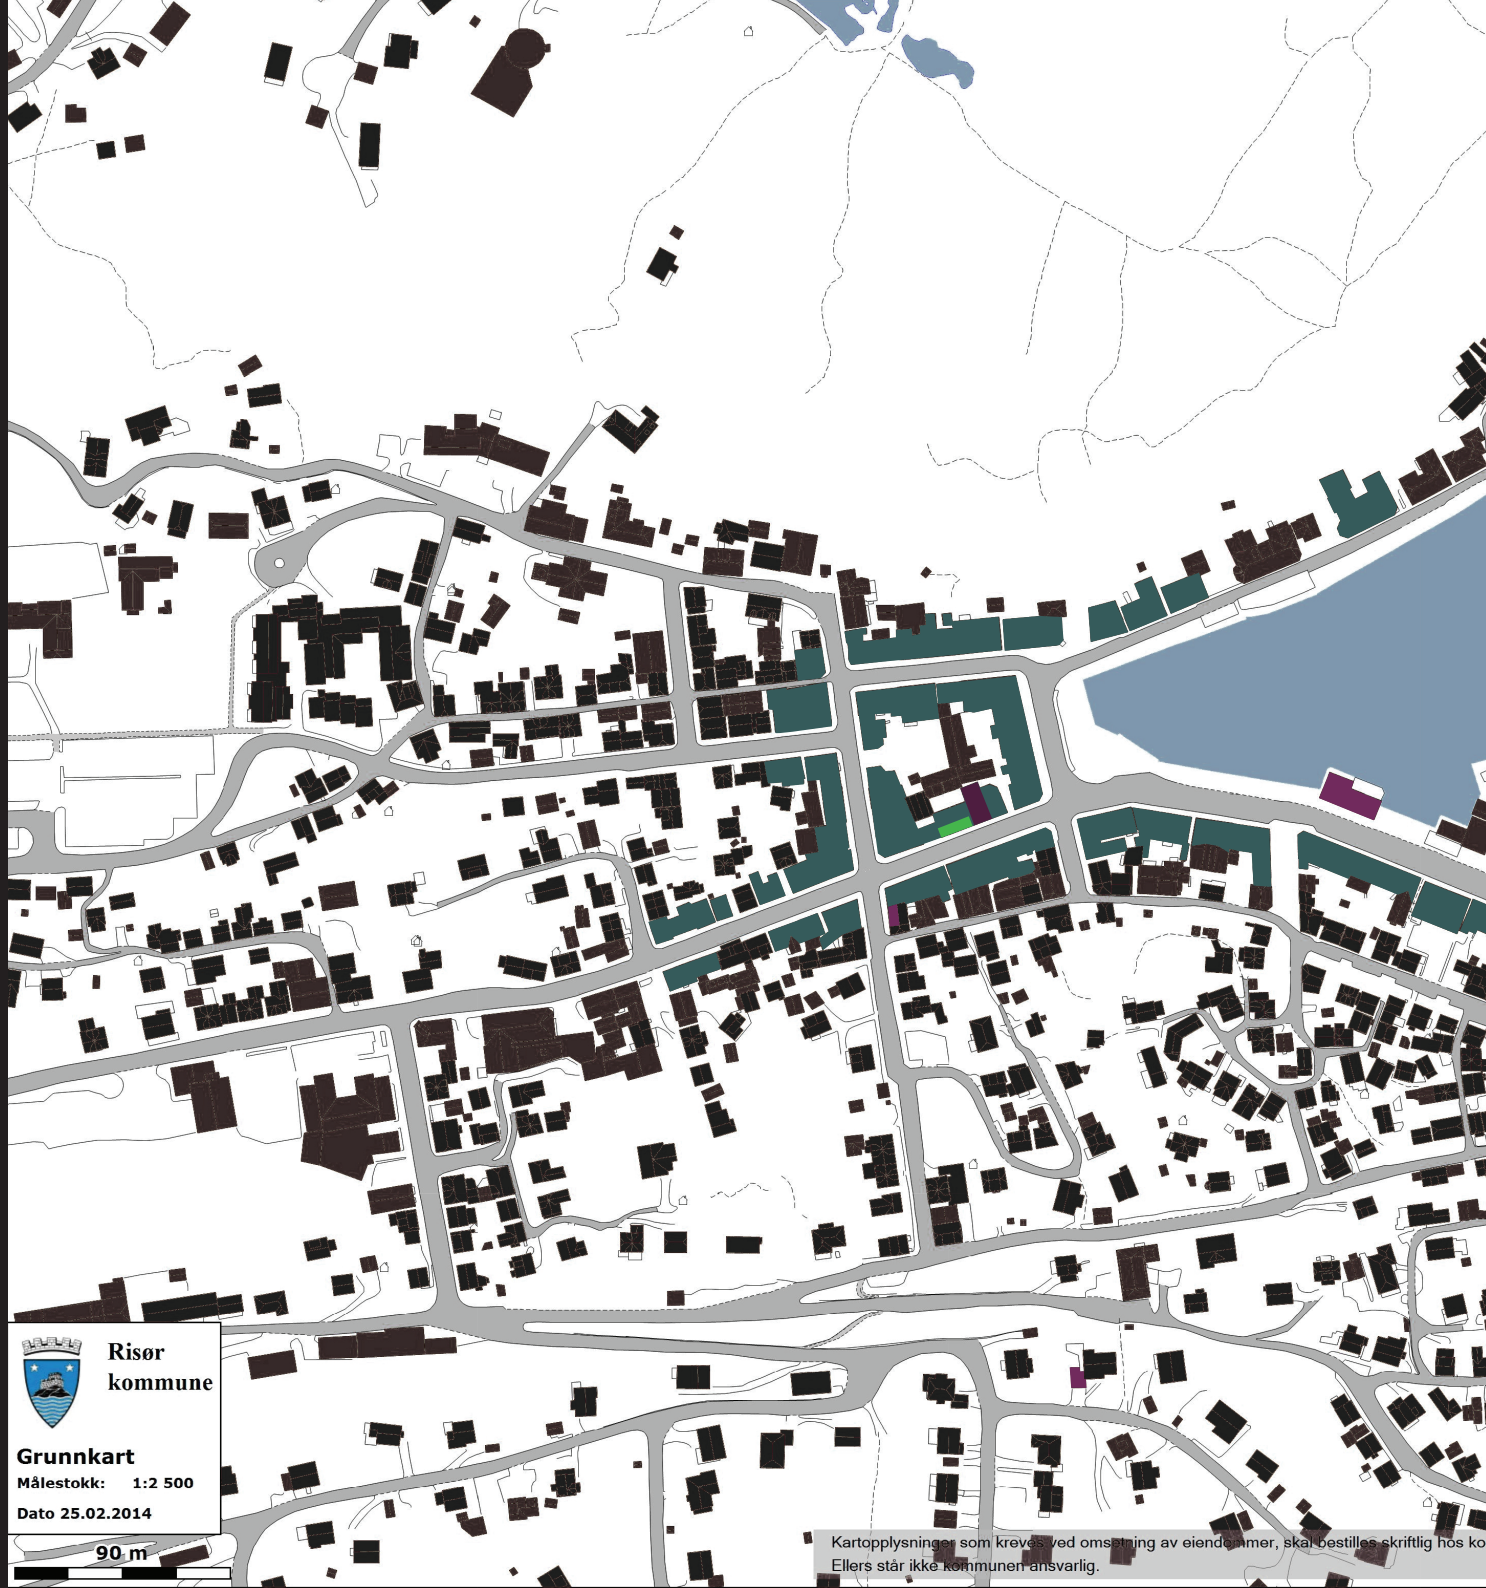 Risør
kommune
Grunnkart
Målestokk: 1:2 500
Dato 25.02.2014
90 m
Kartopplysninger som kreves ved omsetning av eiendommer, skal bestilles skriftlig hos ko
Ellers står ikke kommunen ansvarlig.